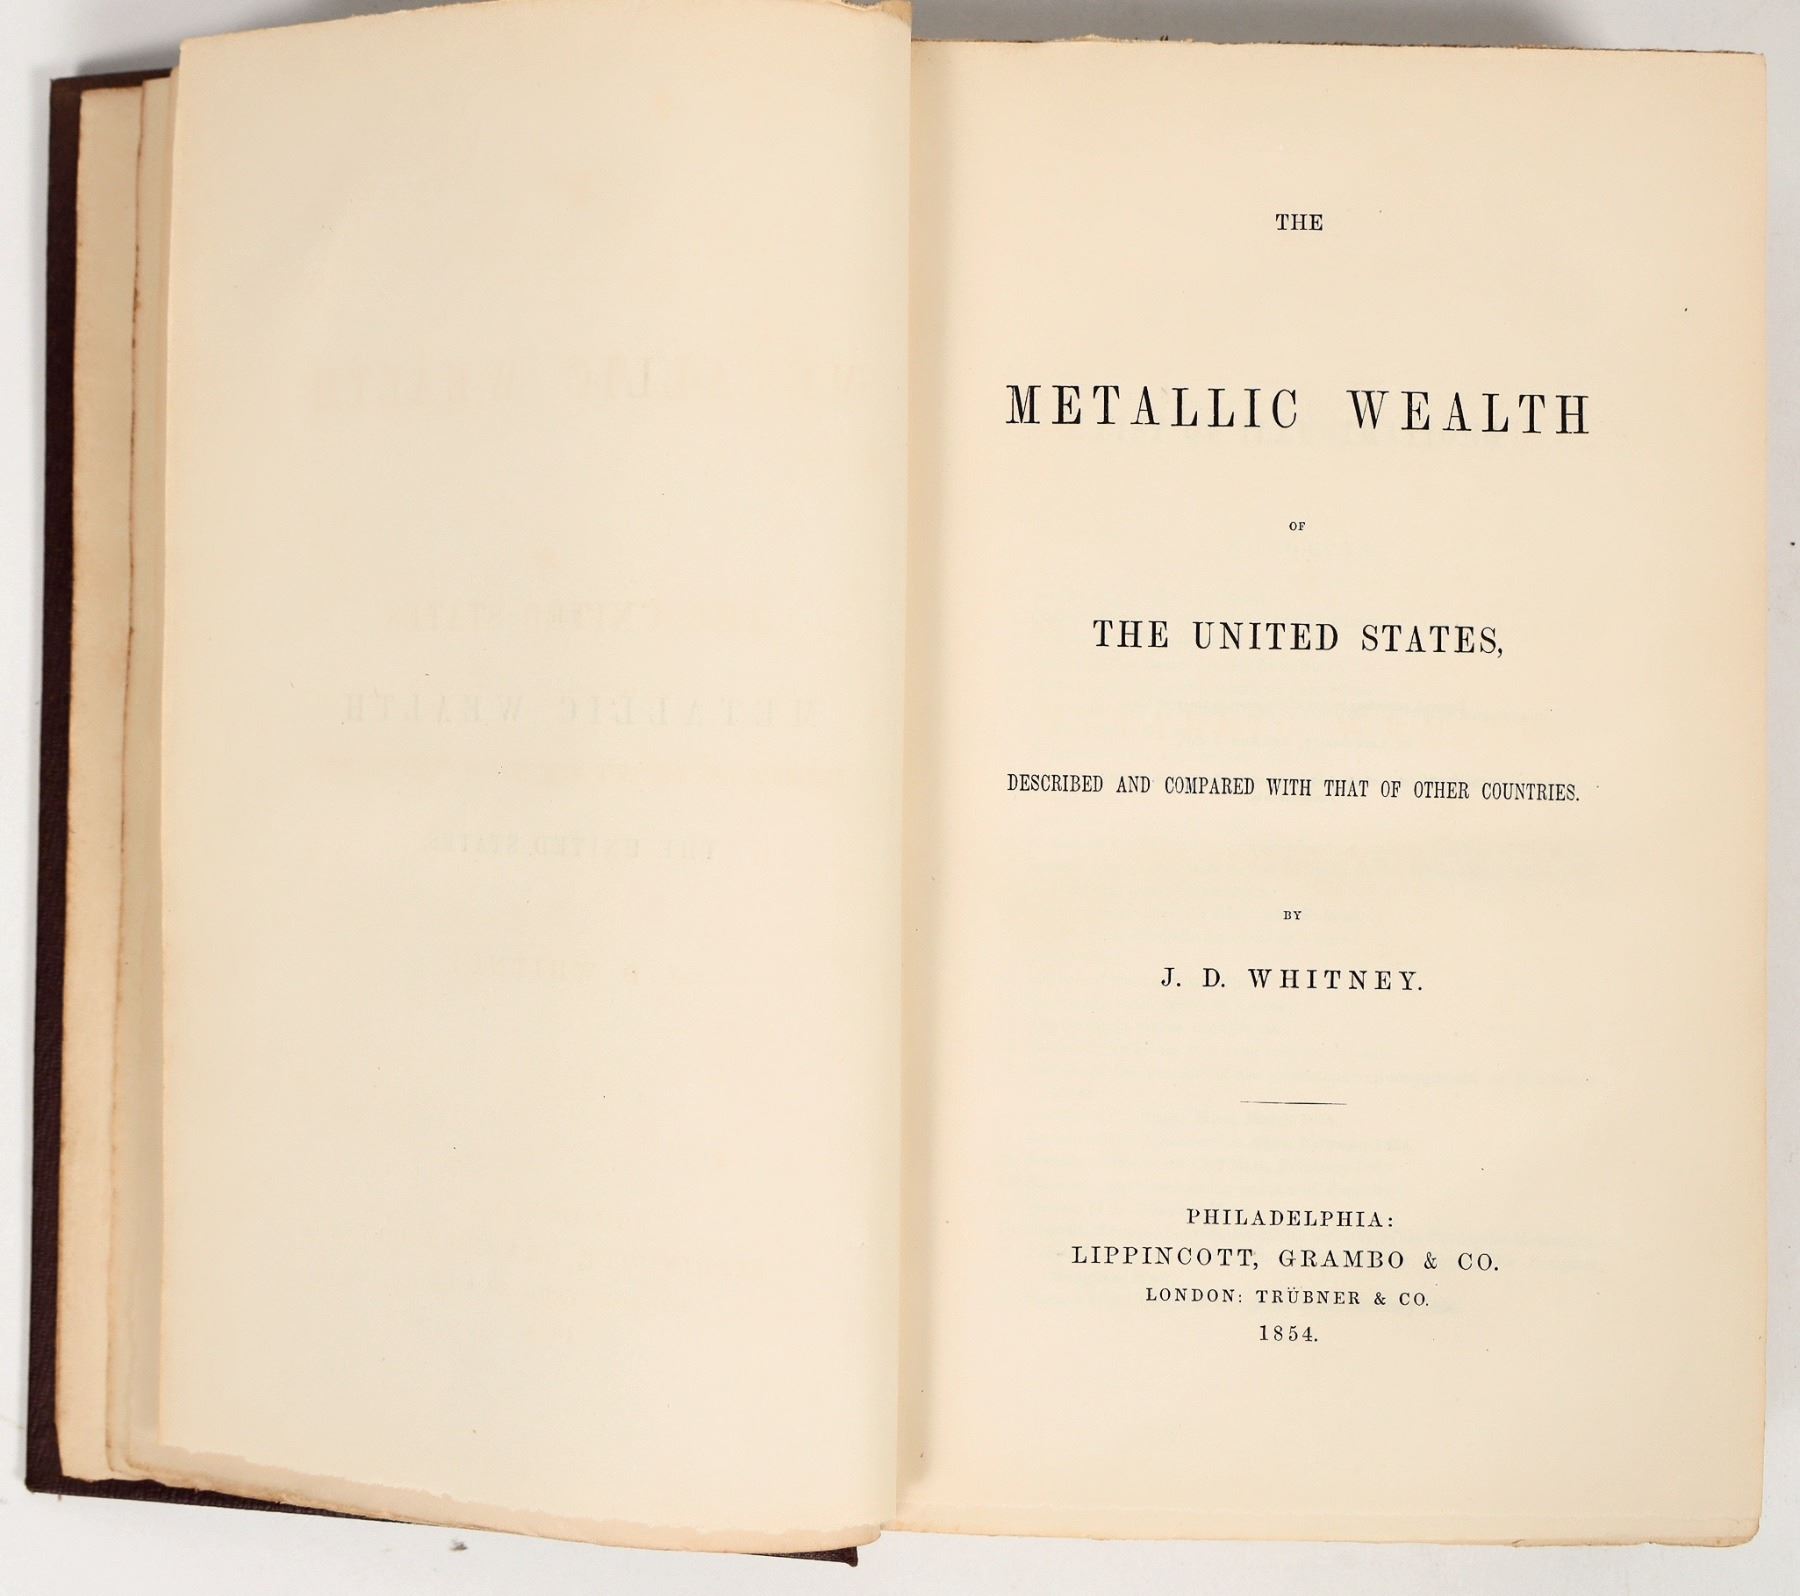 THE
METALLIC WEALTH
OF
THE UNITED STATES,
DESCRIBED AND COMPARED WITH THAT OF OTHER COUNTRIES.
BY
J. D. WHITNEY.
PHILADELPHIA:
LIPPINCOTT, GRAMBO & CO.
LONDON: TRÜBNER & CO.
1854.